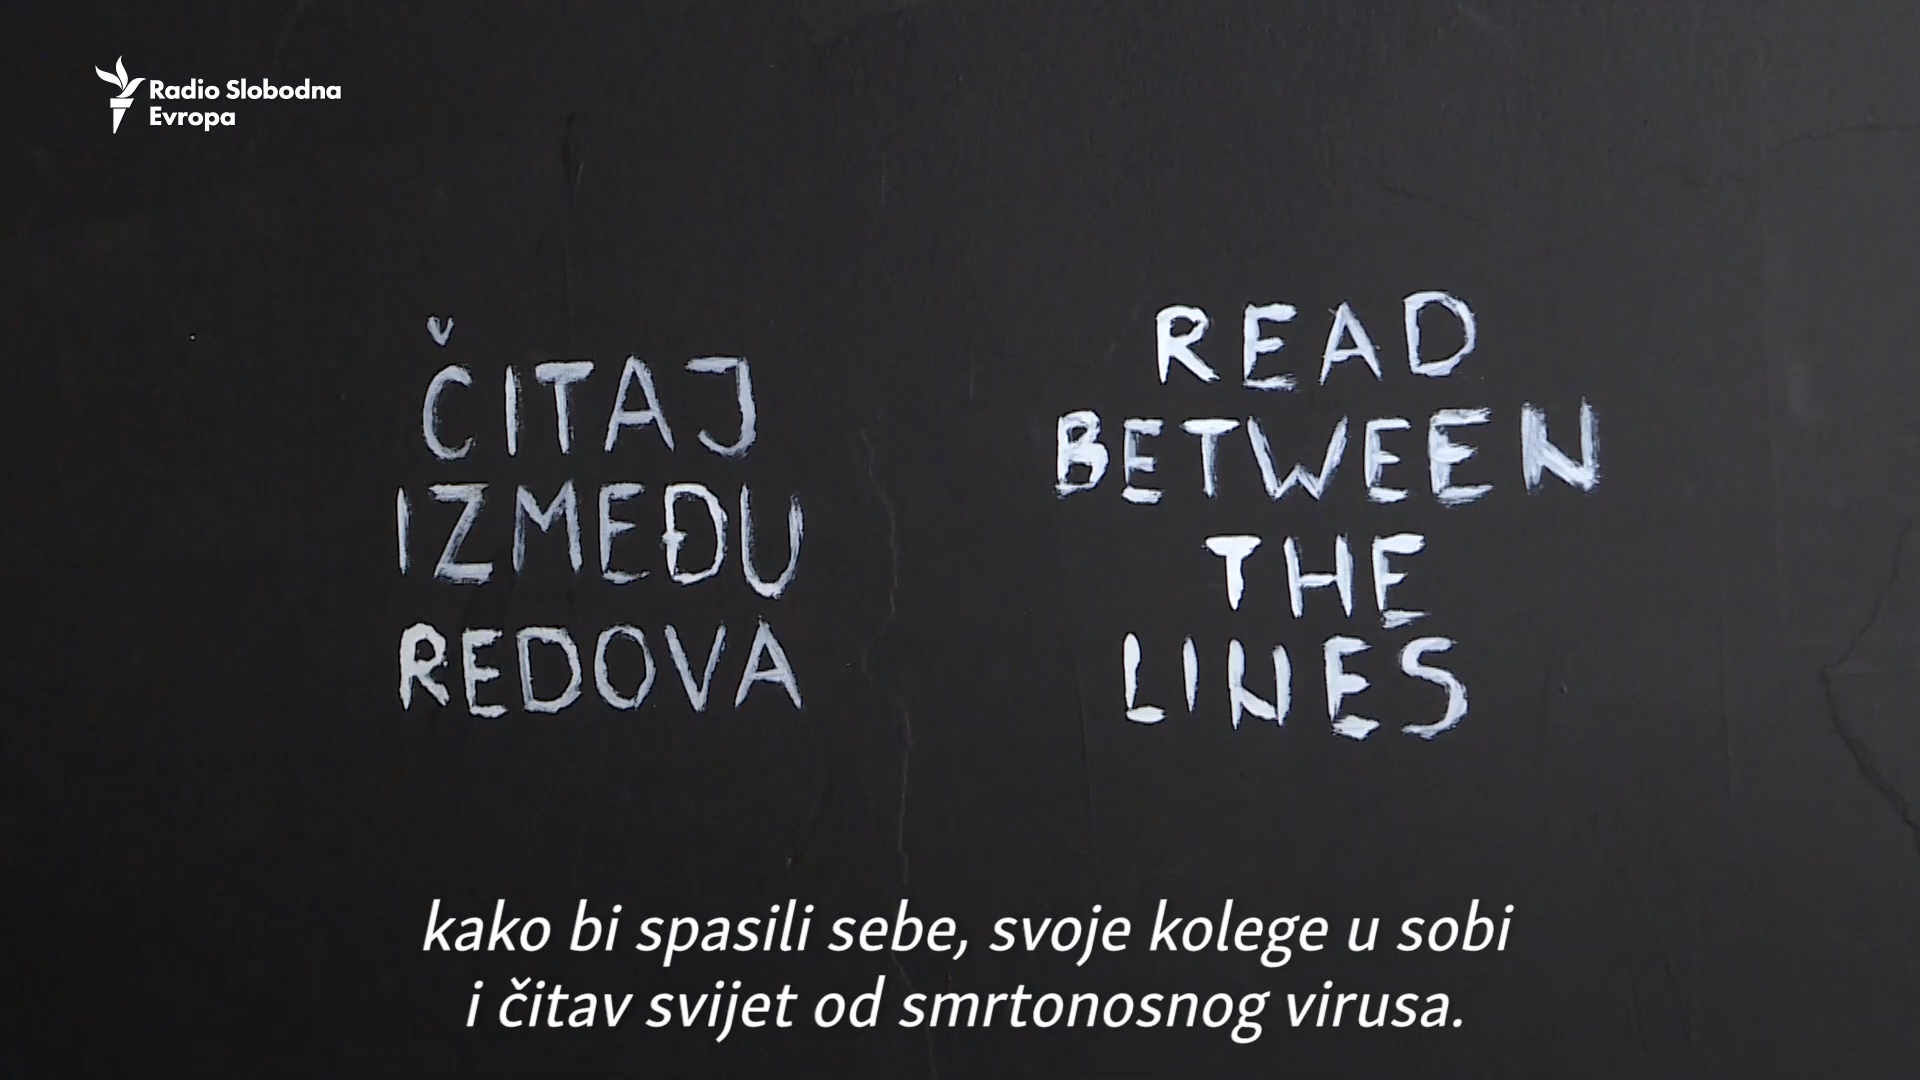 Radio Slobodna
Evropa
ČITAJ
IZMEĐU
REDOVA
READ
BETWEEN
THE
LINES
kako bi spasili sebe, svoje kolege u sobi
i čitav svijet od smrtonosnog virusa.